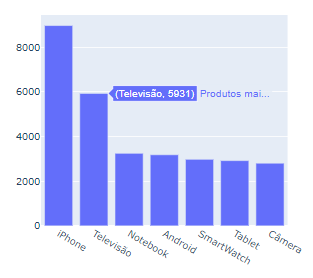 8000
6000
4000
2000
0
(Televisão, 5931) Produtos mai...
iPhone
Televisão
Notebook
Android
SmartWatch
Tablet
Câmera